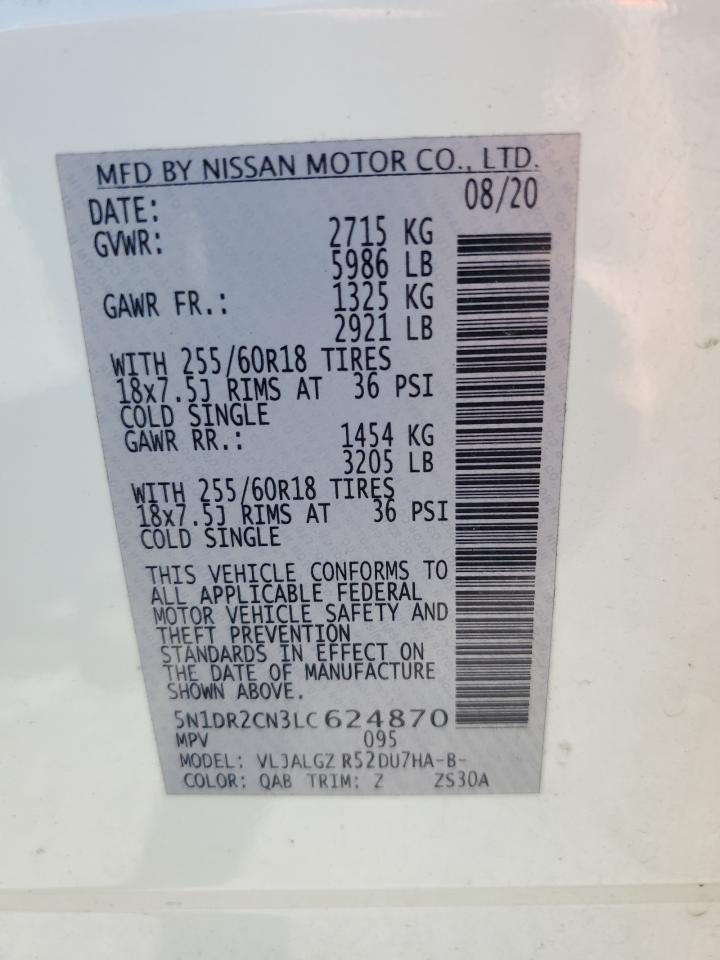 MFD BY NISSAN MOTOR CO., LTD.
DATE: 08/20
GVWR: 2715 KG
5986 LB
GAWR FR.: 1325 KG
2921 LB
WITH 255/60R18 TIRES
18x7.5J RIMS AT 36 PSI
COLD SINGLE
GAWR RR.: 1454 KG
3205 LB
WITH 255/60R18 TIRES
18x7.5J RIMS AT 36 PSI
COLD SINGLE
THIS VEHICLE CONFORMS TO
ALL APPLICABLE FEDERAL
MOTOR VEHICLE SAFETY AND
THEFT PREVENTION
STANDARDS IN EFFECT ON
THE DATE OF MANUFACTURE
SHOWN ABOVE.
5N1DR2CN3LC624870
MPV 095
MODEL: VLJALGZ R52DU7HA-B-
COLOR: QAB TRIM: Z ZS30A